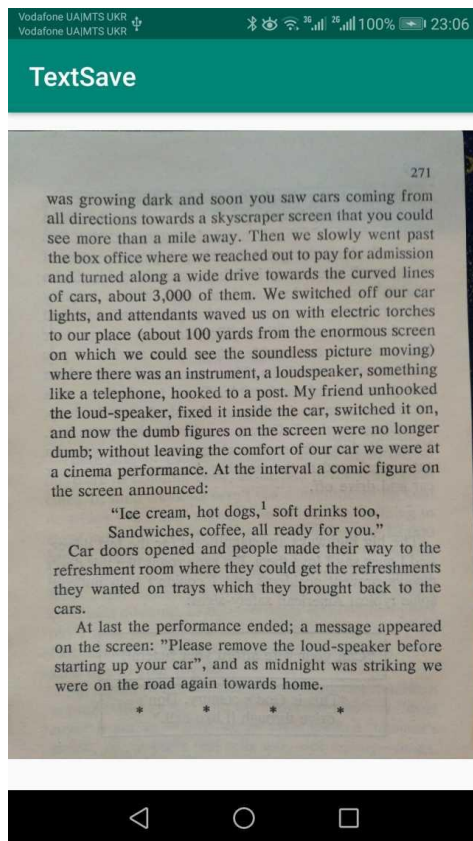 Vodafone UA|MTS UKR
Vodafone UA|MTS UKR
3G 2G 100% 23:06
TextSave
271
was growing dark and soon you saw cars coming from
all directions towards a skyscraper screen that you could
see more than a mile away. Then we slowly went past
the box office where we reached out to pay for admission
and turned along a wide drive towards the curved lines
of cars, about 3,000 of them. We switched off our car
lights, and attendants waved us on with electric torches
to our place (about 100 yards from the enormous screen
on which we could see the soundless picture moving)
where there was an instrument, a loudspeaker, something
like a telephone, hooked to a post. My friend unhooked
the loud-speaker, fixed it inside the car, switched it on,
and now the dumb figures on the screen were no longer
dumb; without leaving the comfort of our car we were at
a cinema performance. At the interval a comic figure on
the screen announced:
“Ice cream, hot dogs,¹ soft drinks too,
Sandwiches, coffee, all ready for you.”
Car doors opened and people made their way to the
refreshment room where they could get the refreshments
they wanted on trays which they brought back to the
cars.
At last the performance ended; a message appeared
on the screen: ”Please remove the loud-speaker before
starting up your car”, and as midnight was striking we
were on the road again towards home.
* * * *